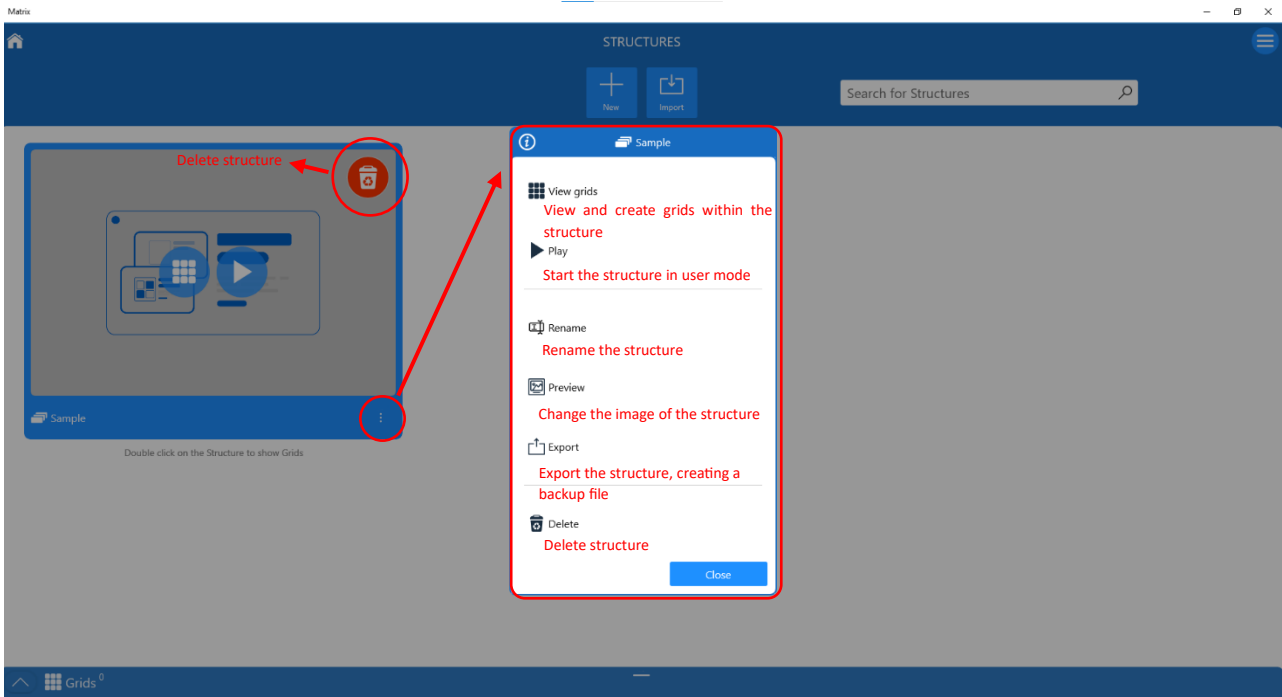 Matrix
STRUCTURES
New
Import
Search for Structures
Delete structure
Sample
Double click on the Structure to show Grids
Sample
View grids
View and create grids within the
structure
Play
Start the structure in user mode
Rename
Rename the structure
Preview
Change the image of the structure
Export
Export the structure, creating a
backup file
Delete
Delete structure
Close
Grids 0